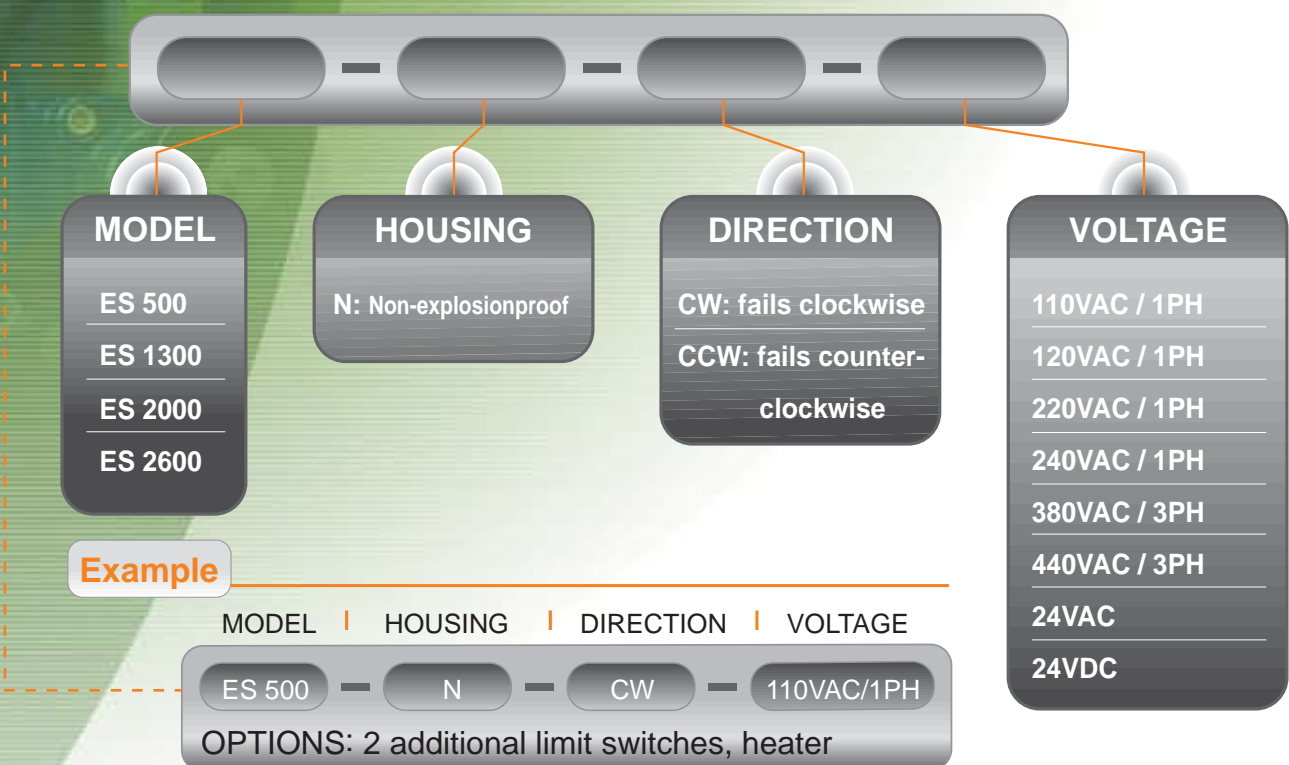 MODEL
ES 500
ES 1300
ES 2000
ES 2600
HOUSING
N: Non-explosionproof
DIRECTION
CW: fails clockwise
CCW: fails counter-
clockwise
VOLTAGE
110VAC / 1PH
120VAC / 1PH
220VAC / 1PH
240VAC / 1PH
380VAC / 3PH
440VAC / 3PH
24VAC
24VDC
Example
MODEL | HOUSING | DIRECTION | VOLTAGE
ES 500 — N — CW — 110VAC/1PH
OPTIONS: 2 additional limit switches, heater